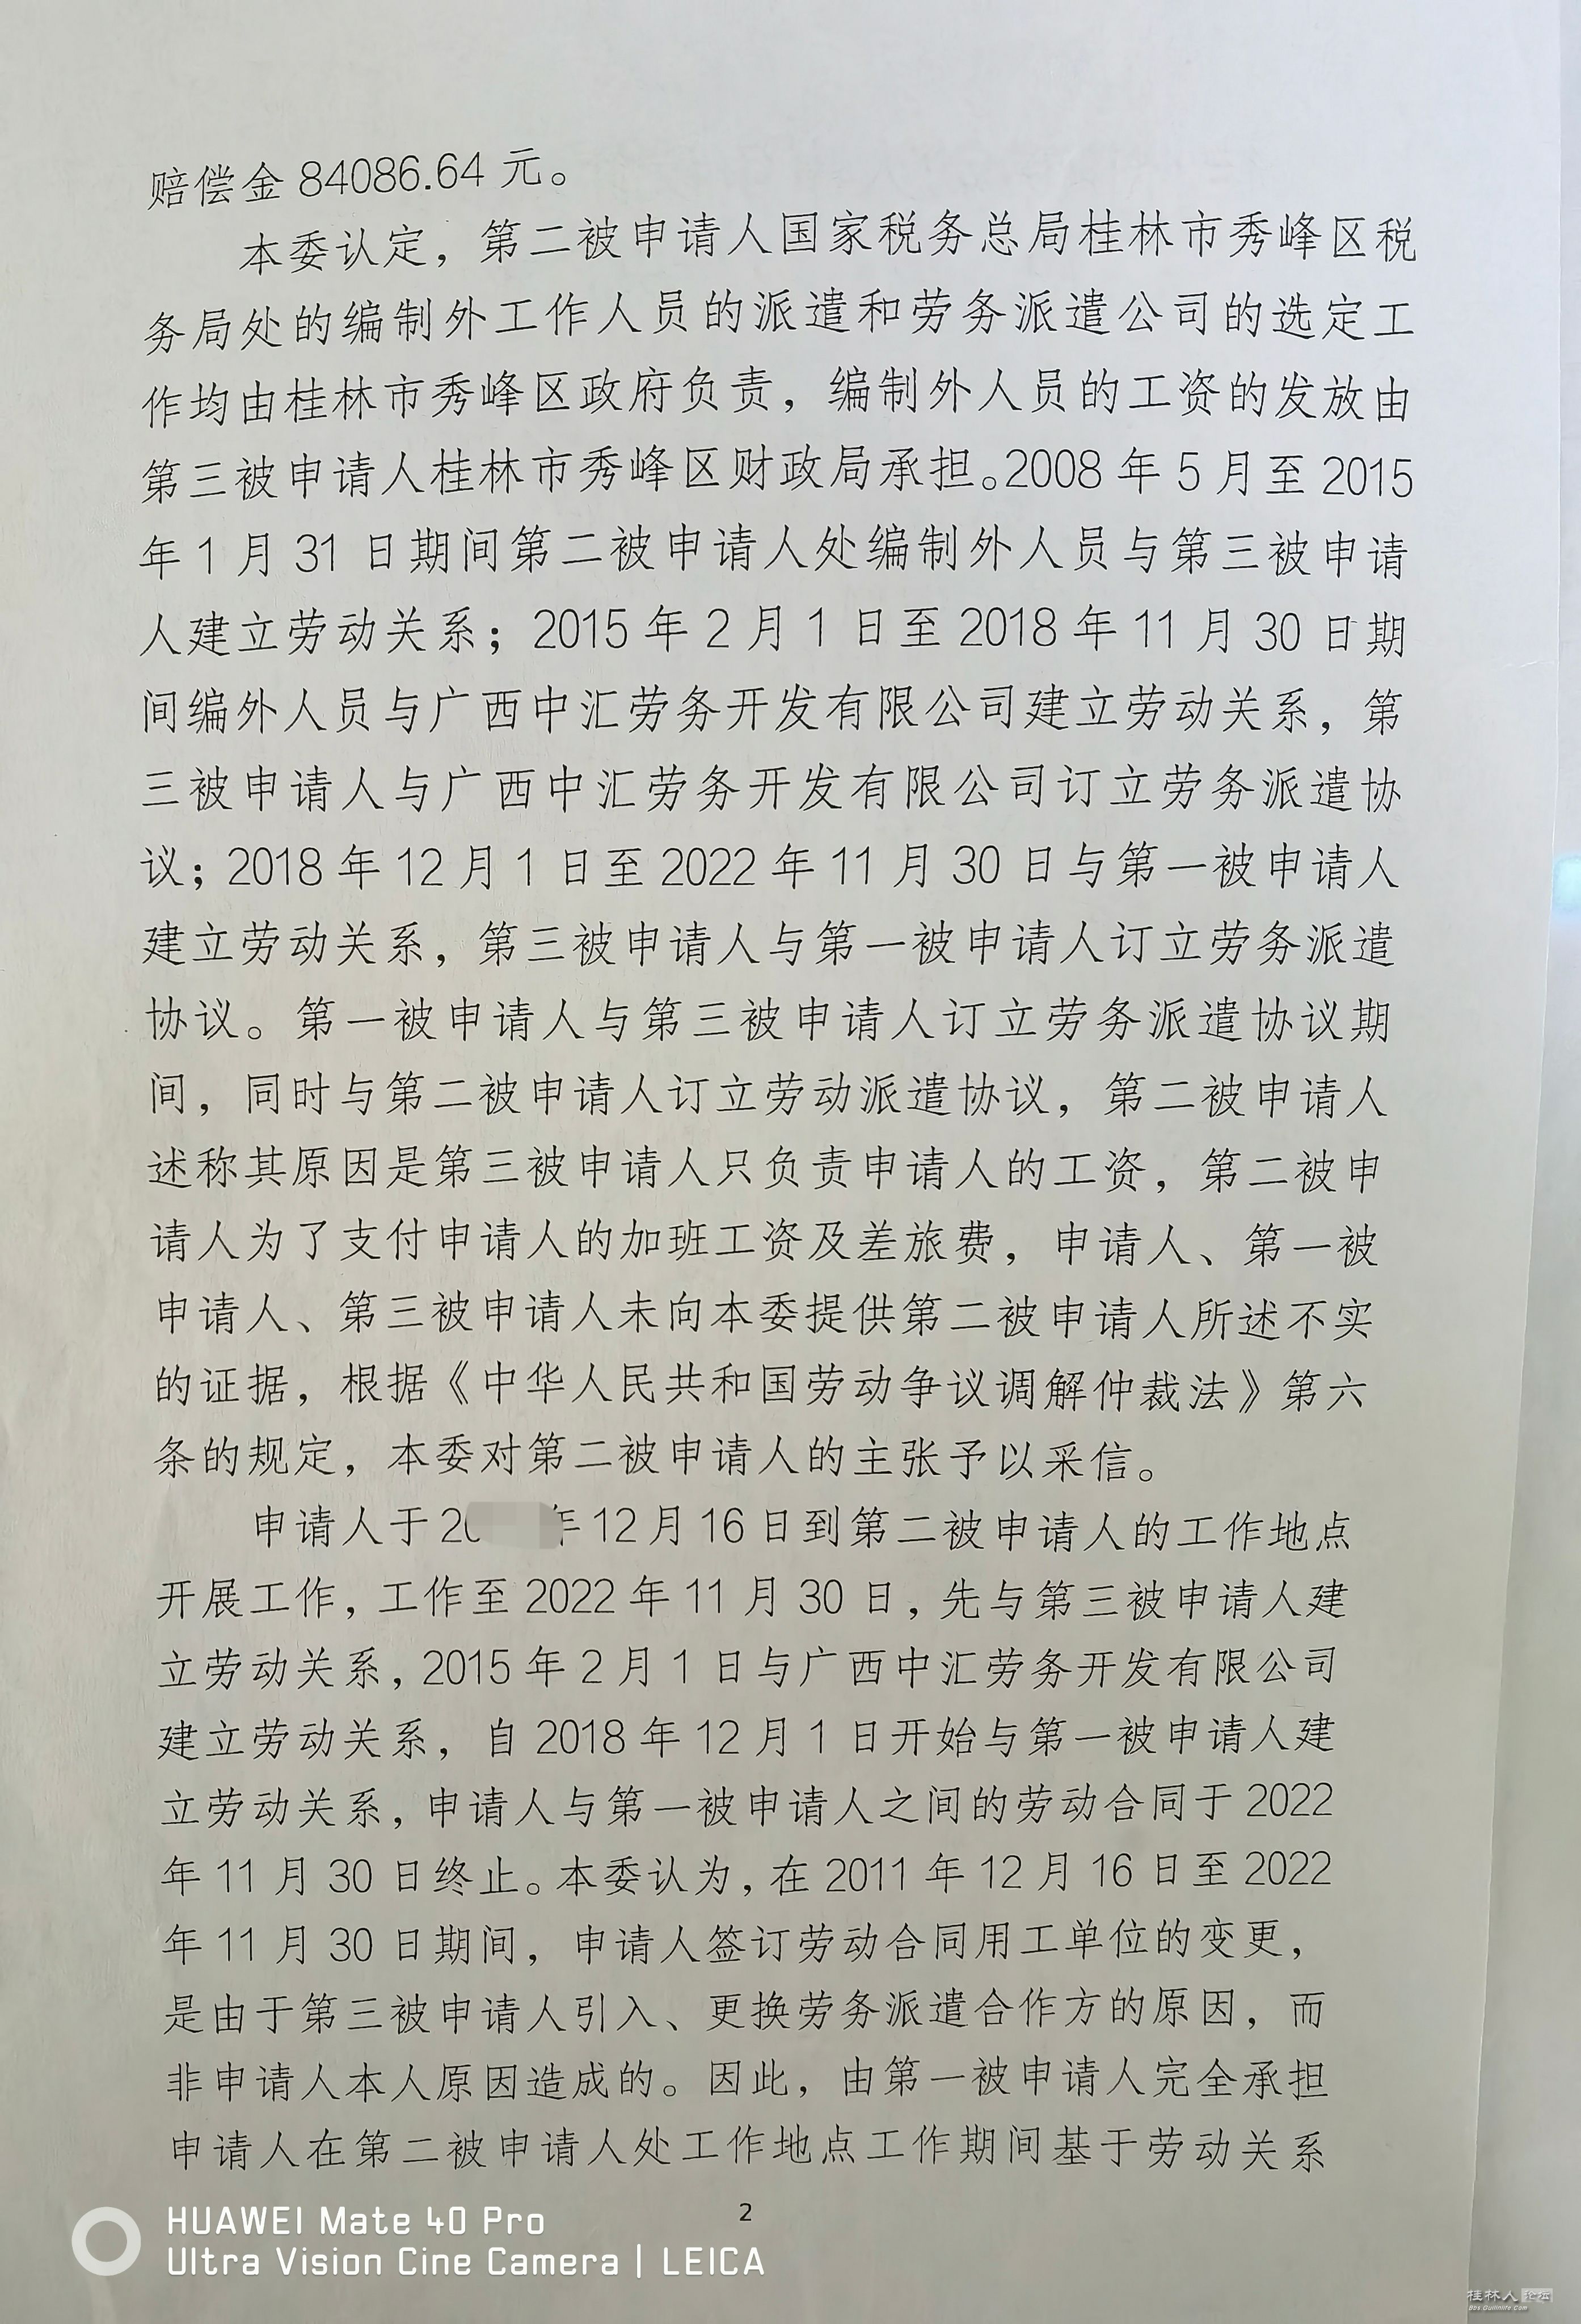 赔偿金 84086.64 元。
本委认定，第二被申请人国家税务总局桂林市秀峰区税
务局处的编制外工作人员的派遣和劳务派遣公司的选定工
作均由桂林市秀峰区政府负责，编制外人员的工资的发放由
第三被申请人桂林市秀峰区财政局承担。2008 年 5 月至 2015
年 1 月 31 日期间第二被申请人处编制外人员与第三被申请
人建立劳动关系；2015 年 2 月 1 日至 2018 年 11 月 30 日期
间编外人员与广西中汇劳务开发有限公司建立劳动关系，第
三被申请人与广西中汇劳务开发有限公司订立劳务派遣协
议；2018 年 12 月 1 日至 2022 年 11 月 30 日与第一被申请人
建立劳动关系，第三被申请人与第一被申请人订立劳务派遣
协议。第一被申请人与第三被申请人订立劳务派遣协议期
间，同时与第二被申请人订立劳动派遣协议，第二被申请人
述称其原因是第三被申请人只负责申请人的工资，第二被申
请人为了支付申请人的加班工资及差旅费，申请人、第一被
申请人、第三被申请人未向本委提供第二被申请人所述不实
的证据，根据《中华人民共和国劳动争议调解仲裁法》第六
条的规定，本委对第二被申请人的主张予以采信。
申请人于 20 年 12 月 16 日到第二被申请人的工作地点
开展工作，工作至 2022 年 11 月 30 日，先与第三被申请人建
立劳动关系，2015 年 2 月 1 日与广西中汇劳务开发有限公司
建立劳动关系，自 2018 年 12 月 1 日开始与第一被申请人建
立劳动关系，申请人与第一被申请人之间的劳动合同于 2022
年 11 月 30 日终止。本委认为，在 2011 年 12 月 16 日至 2022
年 11 月 30 日期间，申请人签订劳动合同用工单位的变更，
是由于第三被申请人引入、更换劳务派遣合作方的原因，而
非申请人本人原因造成的。因此，由第一被申请人完全承担
申请人在第二被申请人处工作地点工作期间基于劳动关系
2
HUAWEI Mate 40 Pro
Ultra Vision Cine Camera | LEICA
桂林人论坛
Bbs.Guilinlife.Com